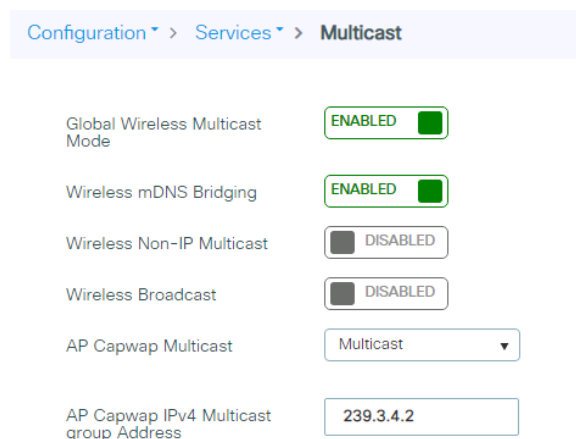 Configuration > Services > Multicast
Global Wireless Multicast ENABLED
Mode
Wireless mDNS Bridging ENABLED
Wireless Non-IP Multicast DISABLED
Wireless Broadcast DISABLED
AP Capwap Multicast Multicast
AP Capwap IPv4 Multicast 239.3.4.2
group Address